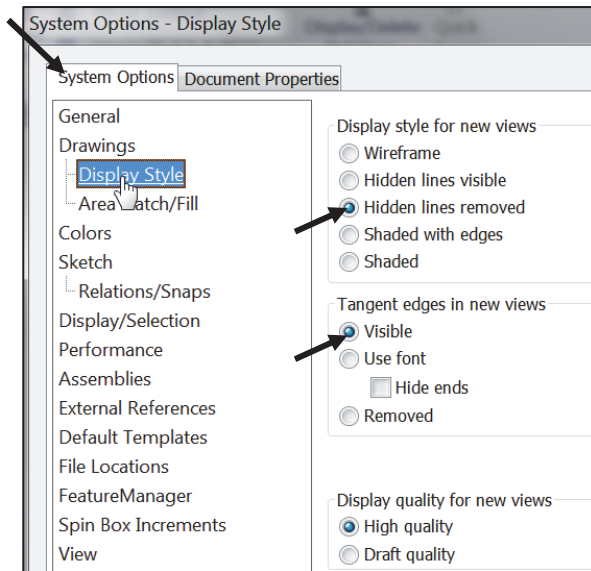 System Options - Display Style
System Options
Document Properties
General
Drawings
Display Style
Area Hatch/Fill
Colors
Sketch
Relations/Snaps
Display/Selection
Performance
Assemblies
External References
Default Templates
File Locations
FeatureManager
Spin Box Increments
View
Display style for new views
Wireframe
Hidden lines visible
Hidden lines removed
Shaded with edges
Shaded
Tangent edges in new views
Visible
Use font
Hide ends
Removed
Display quality for new views
High quality
Draft quality